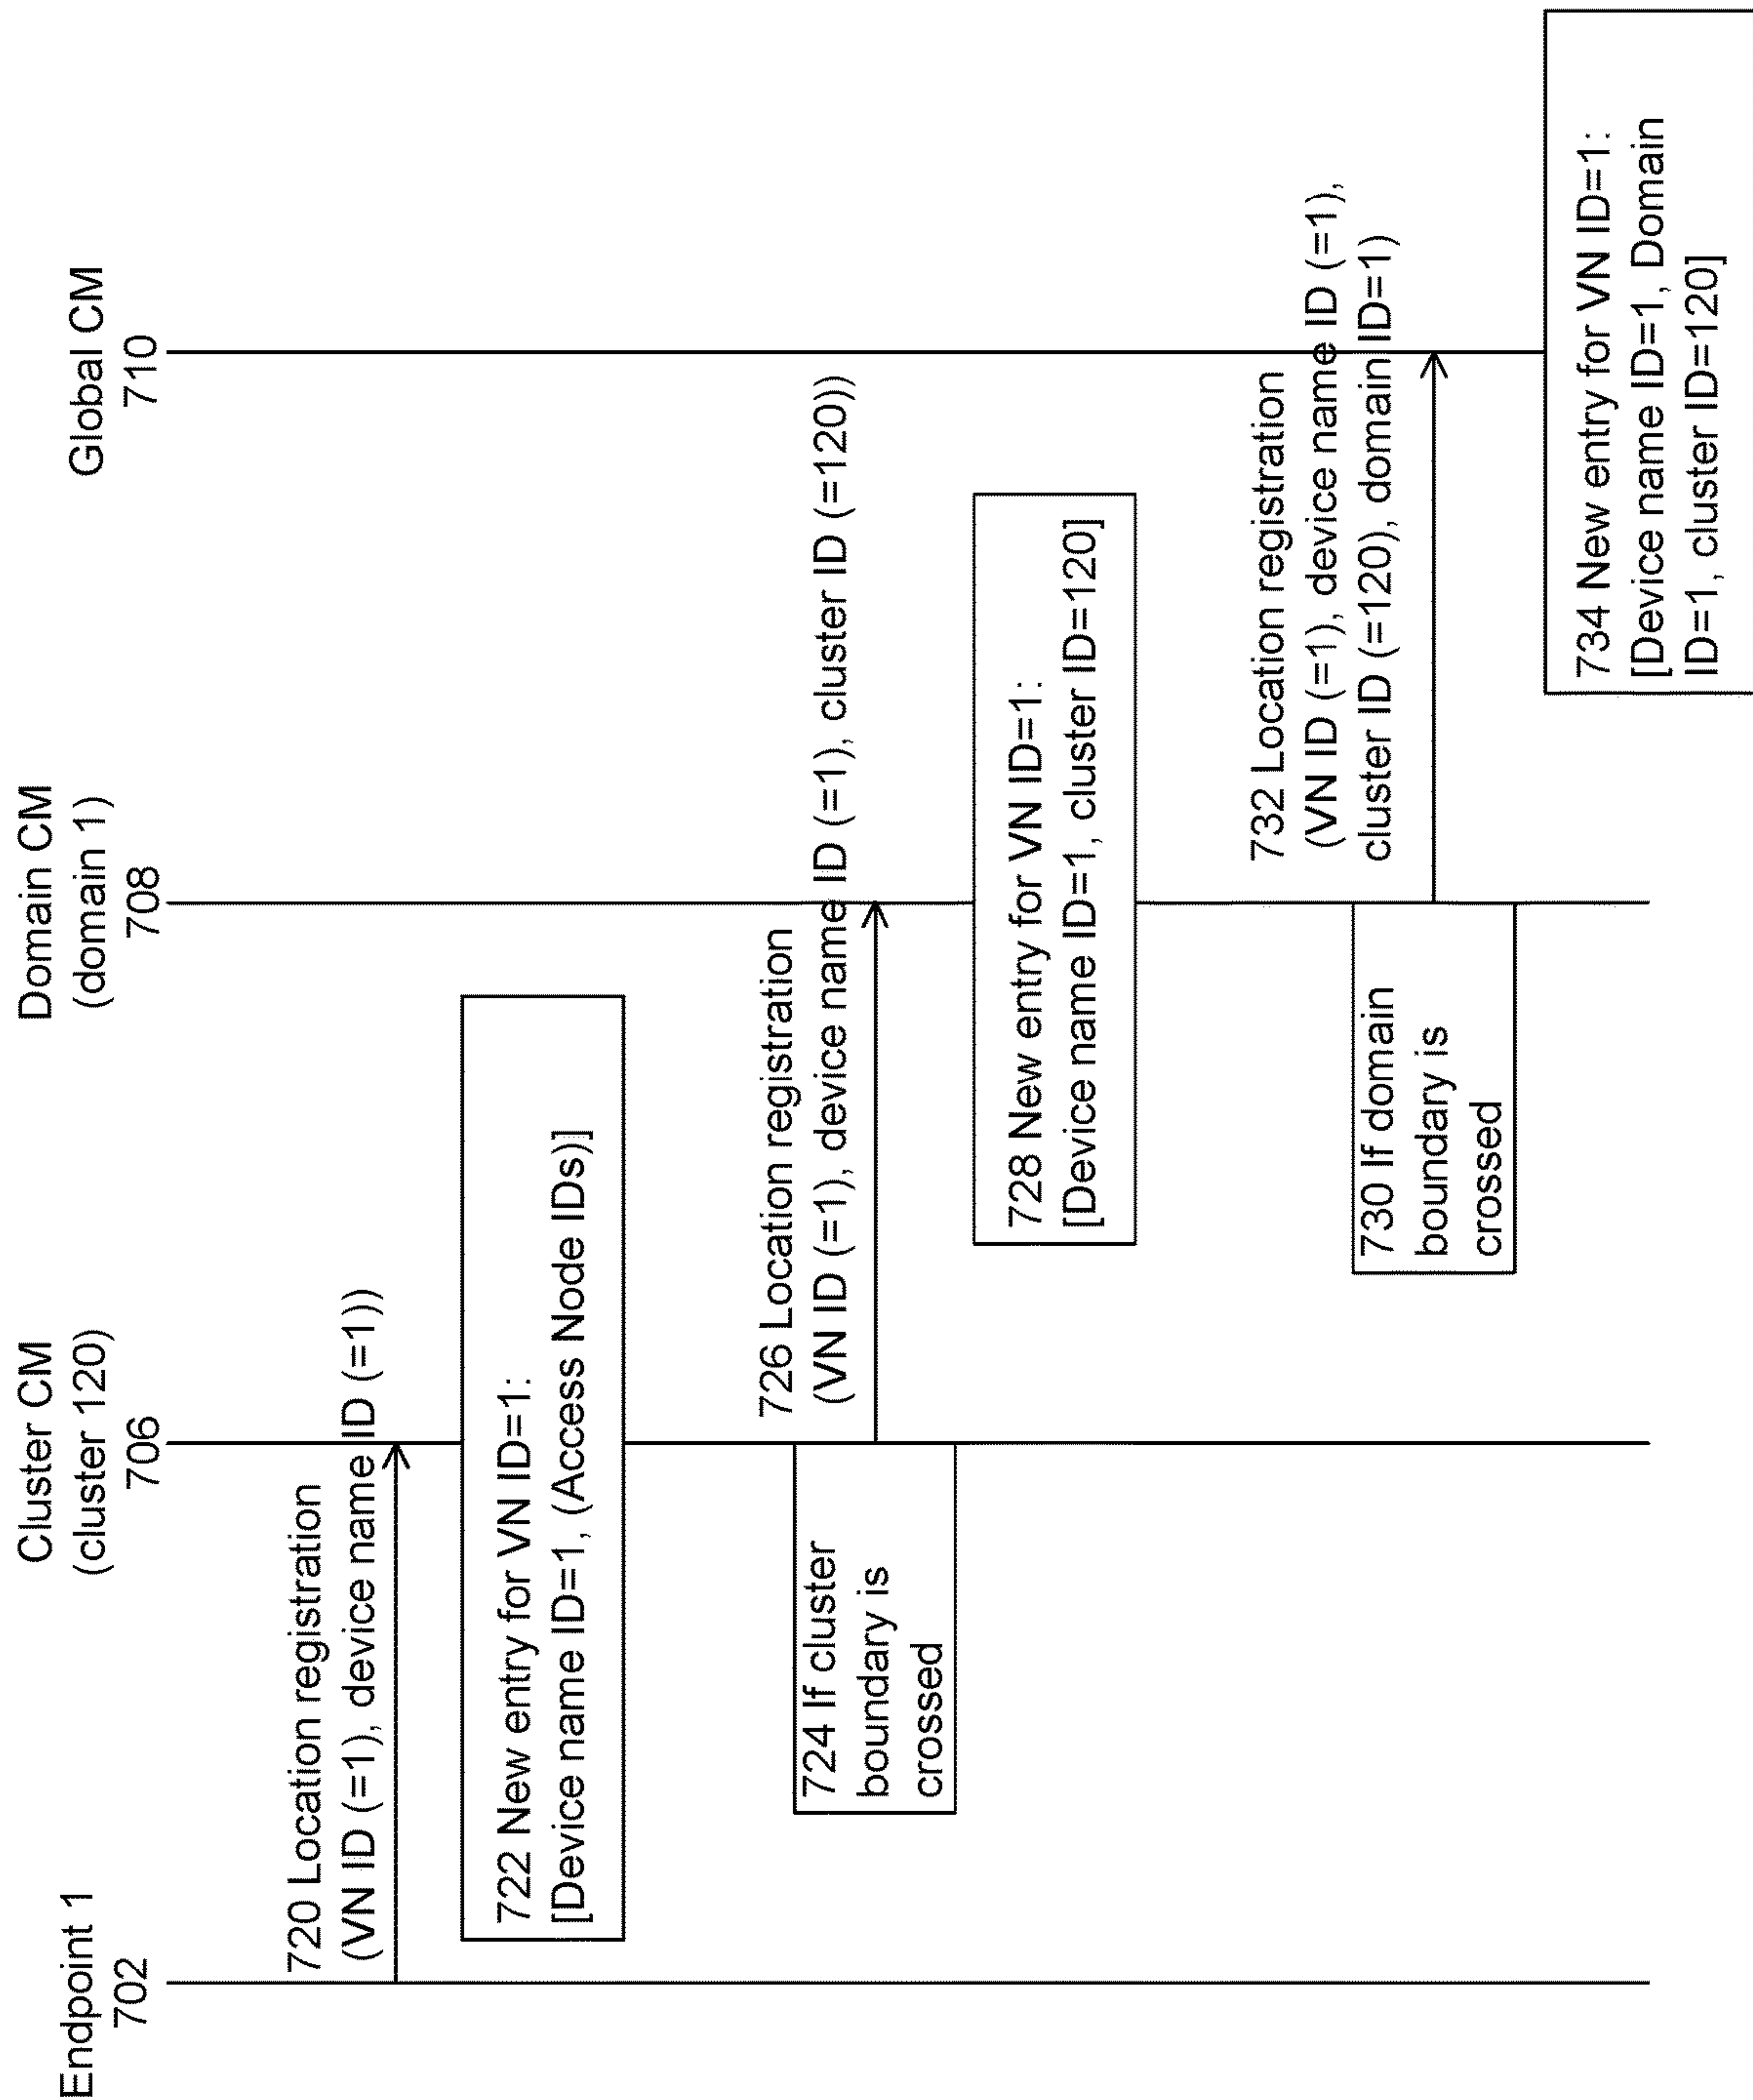 Endpoint 1
702
Cluster CM
(cluster 120)
706
Domain CM
(domain 1)
708
Global CM
710
720 Location registration
(VN ID (=1), device name ID (=1))
722 New entry for VN ID=1:
[Device name ID=1, (Access Node IDs)]
724 If cluster
boundary is
crossed
726 Location registration
(VN ID (=1), device name ID (=1), cluster ID (=120))
728 New entry for VN ID=1:
[Device name ID=1, cluster ID=120]
730 If domain
boundary is
crossed
732 Location registration
(VN ID (=1), device name ID (=1),
cluster ID (=120), domain ID=1)
734 New entry for VN ID=1:
[Device name ID=1, Domain
ID=1, cluster ID=120]